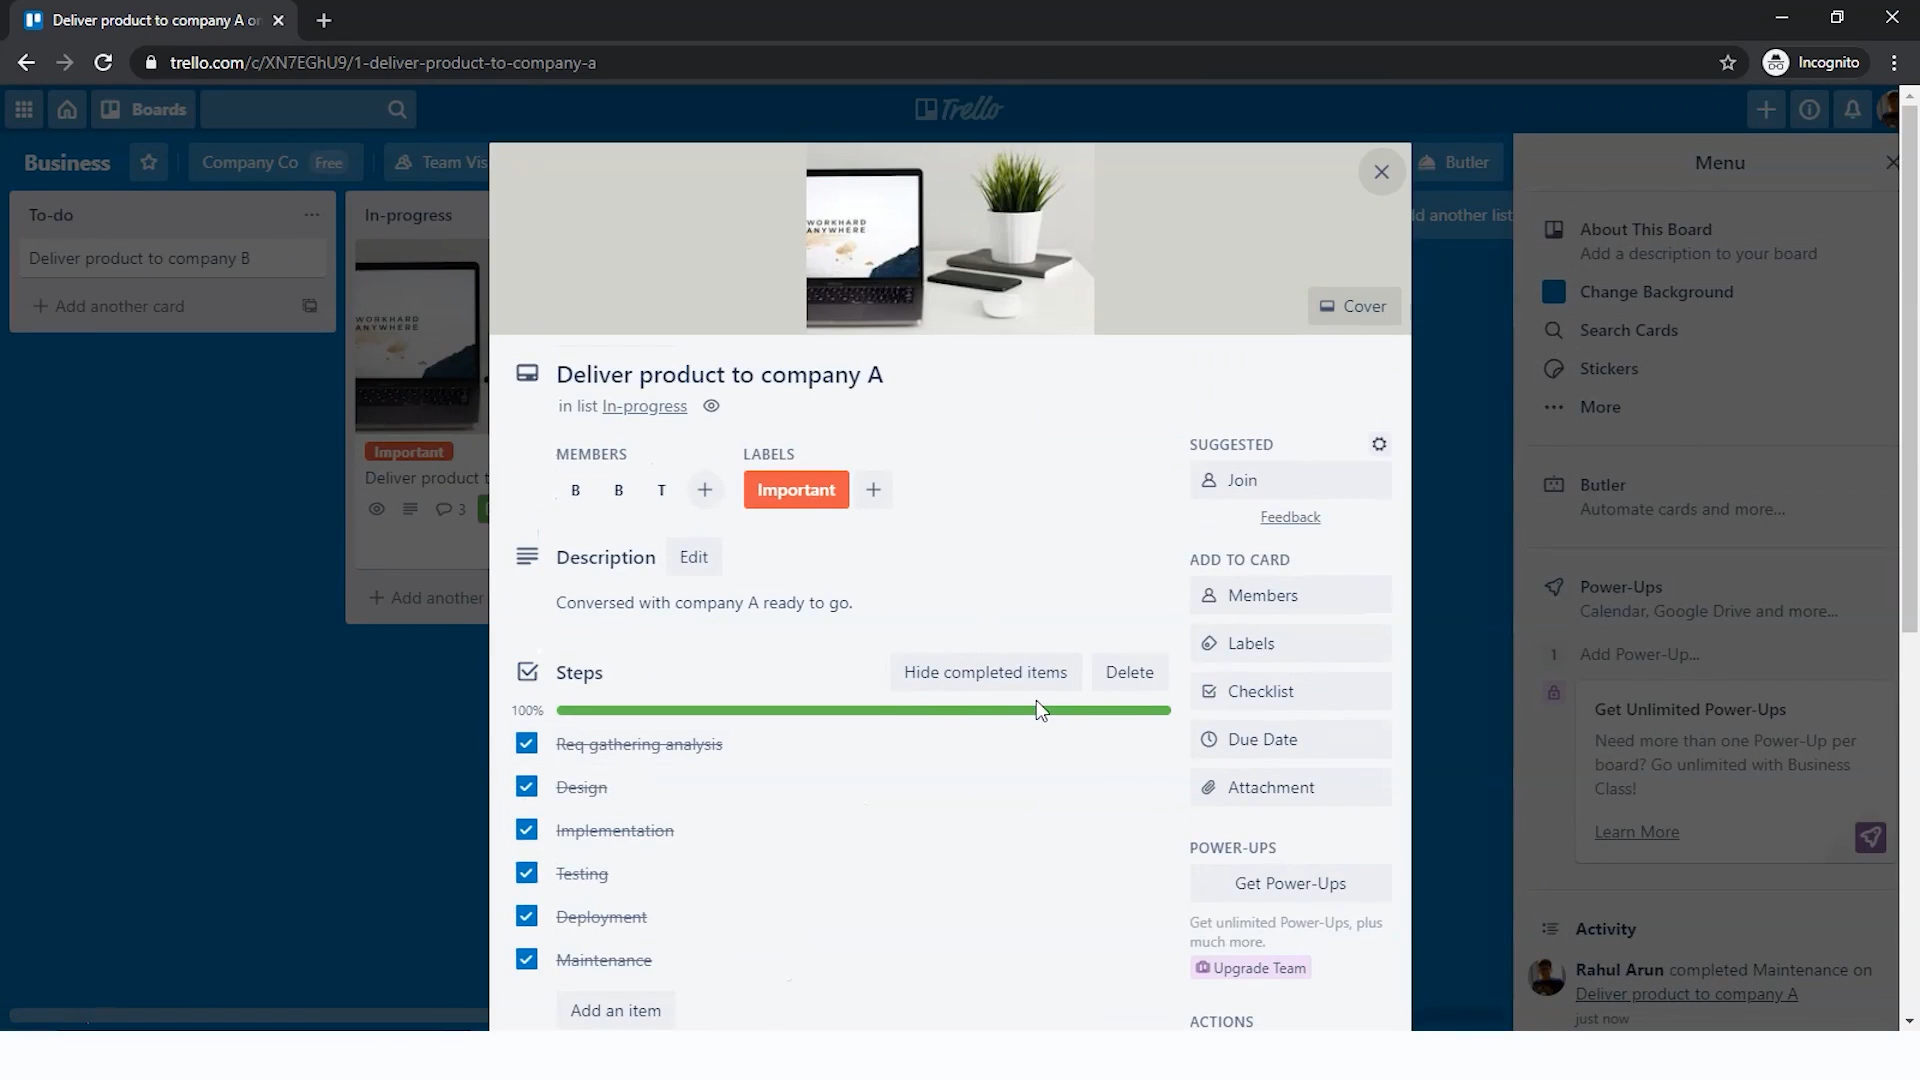 Deliver product to company A o
trello.com/c/XN7EGhU9/1-deliver-product-to-company-a
Incognito
Boards
Trello
Business
Company Co Free
Team Vis
Butler
To-do
Deliver product to company B
+ Add another card
In-progress
WORKHARD
ANYWHERE
Important
Deliver product t
3
+ Add another
d another list
WORKHARD
ANYWHERE
Cover
Deliver product to company A
in list In-progress
MEMBERS
B B T +
LABELS
Important +
Description Edit
Conversed with company A ready to go.
Steps
Hide completed items
Delete
100%
Req gathering analysis
Design
Implementation
Testing
Deployment
Maintenance
Add an item
SUGGESTED
Join
Feedback
ADD TO CARD
Members
Labels
Checklist
Due Date
Attachment
POWER-UPS
Get Power-Ups
Get unlimited Power-Ups, plus
much more.
Upgrade Team
ACTIONS
Menu
About This Board
Add a description to your board
Change Background
Search Cards
Stickers
More
Butler
Automate cards and more...
Power-Ups
Calendar, Google Drive and more...
1 Add Power-Up...
Get Unlimited Power-Ups
Need more than one Power-Up per
board? Go unlimited with Business
Class!
Learn More
Activity
Rahul Arun completed Maintenance on
Deliver product to company A
just now